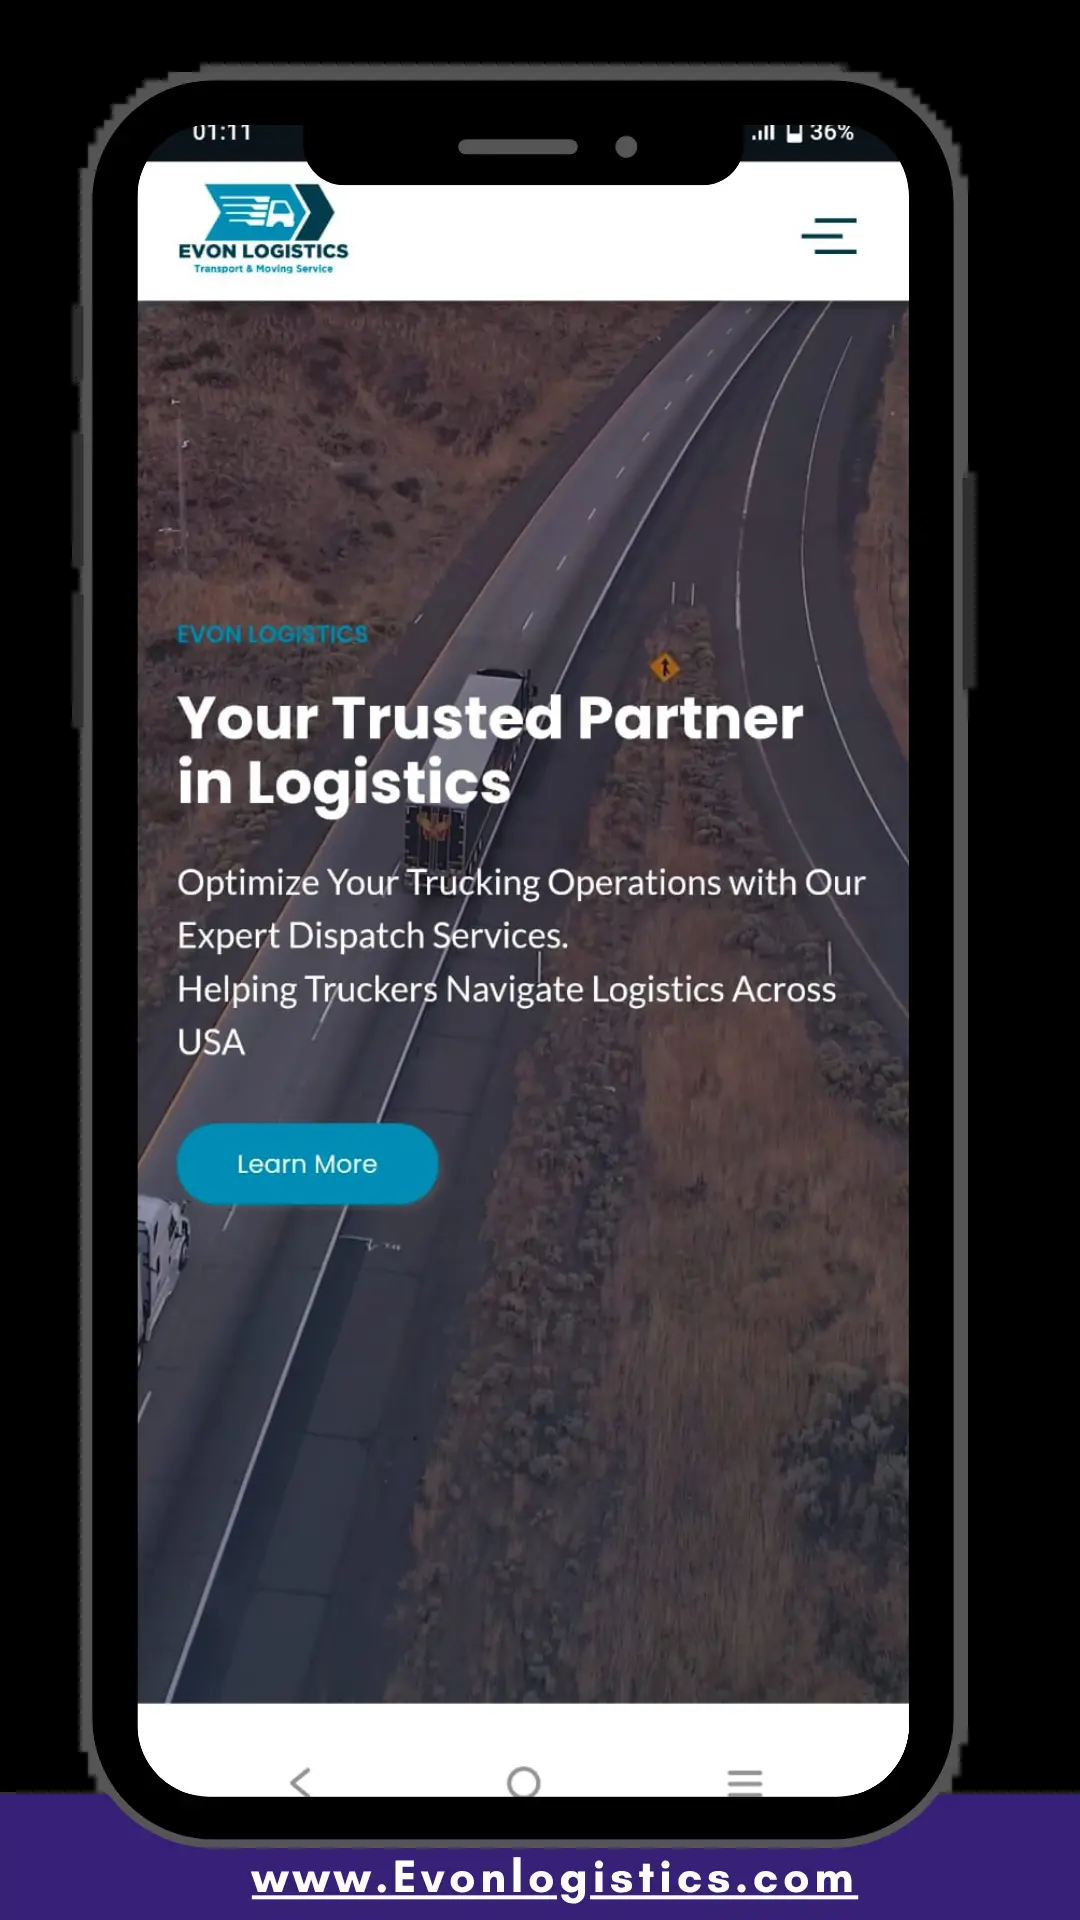 01:11
36%
EVON LOGISTICS
Transport & Moving Service
EVON LOGISTICS
Your Trusted Partner
in Logistics
Optimize Your Trucking Operations with Our
Expert Dispatch Services.
Helping Truckers Navigate Logistics Across
USA
Learn More
www.Evonlogistics.com